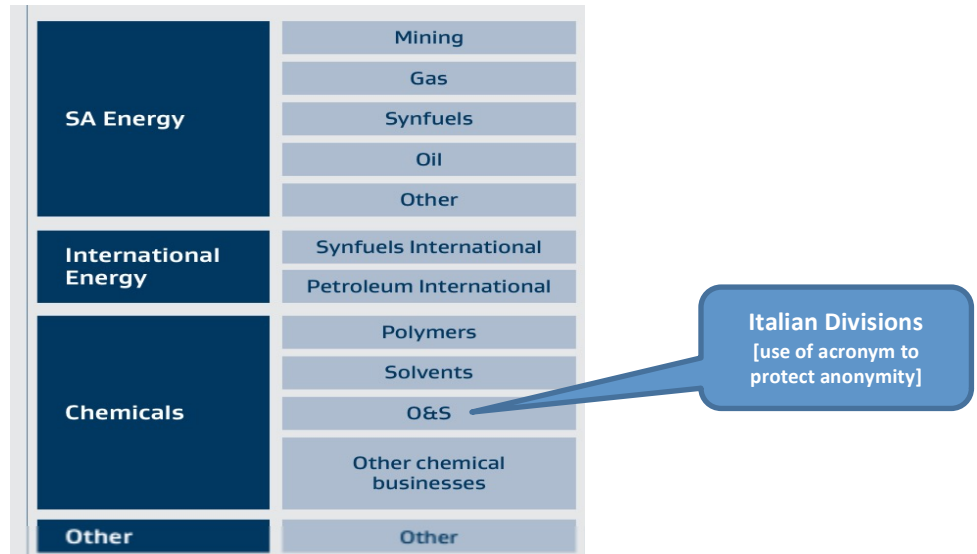 SA Energy
Mining
Gas
Synfuels
Oil
Other
International
Energy
Synfuels International
Petroleum International
Chemicals
Polymers
Solvents
O&S
Other chemical
businesses
Other
Other
Italian Divisions
[use of acronym to
protect anonymity]